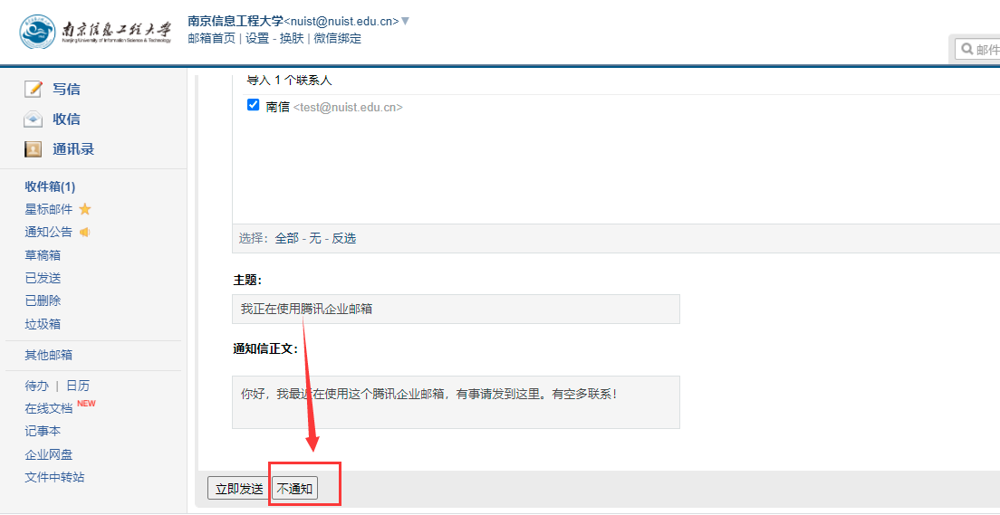 南京信息工程大学
Nanjing University of Information Science & Technology
南京信息工程大学<nuist@nuist.edu.cn>
邮箱首页 | 设置 - 换肤 | 微信绑定
邮件
写信
收信
通讯录
收件箱(1)
星标邮件
通知公告
草稿箱
已发送
已删除
垃圾箱
其他邮箱
待办 | 日历
在线文档 NEW
记事本
企业网盘
文件中转站
导入 1 个联系人
南信 <test@nuist.edu.cn>
选择: 全部 - 无 - 反选
主题:
我正在使用腾讯企业邮箱
通知信正文:
你好，我最近在使用这个腾讯企业邮箱，有事请发到这里。有空多联系！
立即发送 不通知